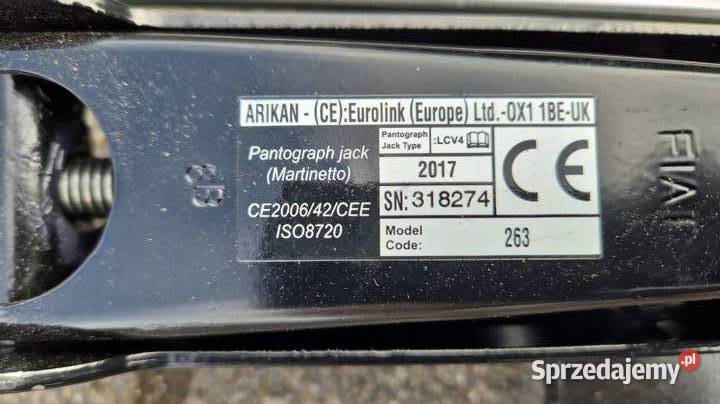 ARIKAN - (CE):Eurolink (Europe) Ltd.-OX1 1BE-UK
Pantograph jack
(Martinetto)
CE2006/42/CEE
ISO8720
Pantograph
Jack Type
:LCV4
2017
SN: 318274
Model
Code:
263
CE
FIAT
Sprzedajemy.pl